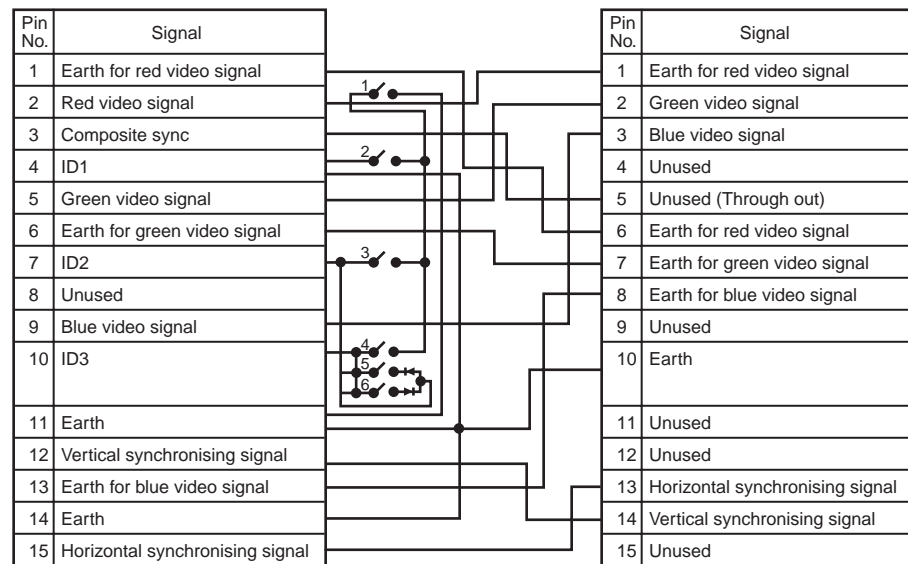 Pin No. Signal
1 Earth for red video signal
2 Red video signal
3 Composite sync
4 ID1
5 Green video signal
6 Earth for green video signal
7 ID2
8 Unused
9 Blue video signal
10 ID3
11 Earth
12 Vertical synchronising signal
13 Earth for blue video signal
14 Earth
15 Horizontal synchronising signal
1
2
3
4
5
6
Pin No. Signal
1 Earth for red video signal
2 Green video signal
3 Blue video signal
4 Unused
5 Unused (Through out)
6 Earth for red video signal
7 Earth for green video signal
8 Earth for blue video signal
9 Unused
10 Earth
11 Unused
12 Unused
13 Horizontal synchronising signal
14 Vertical synchronising signal
15 Unused